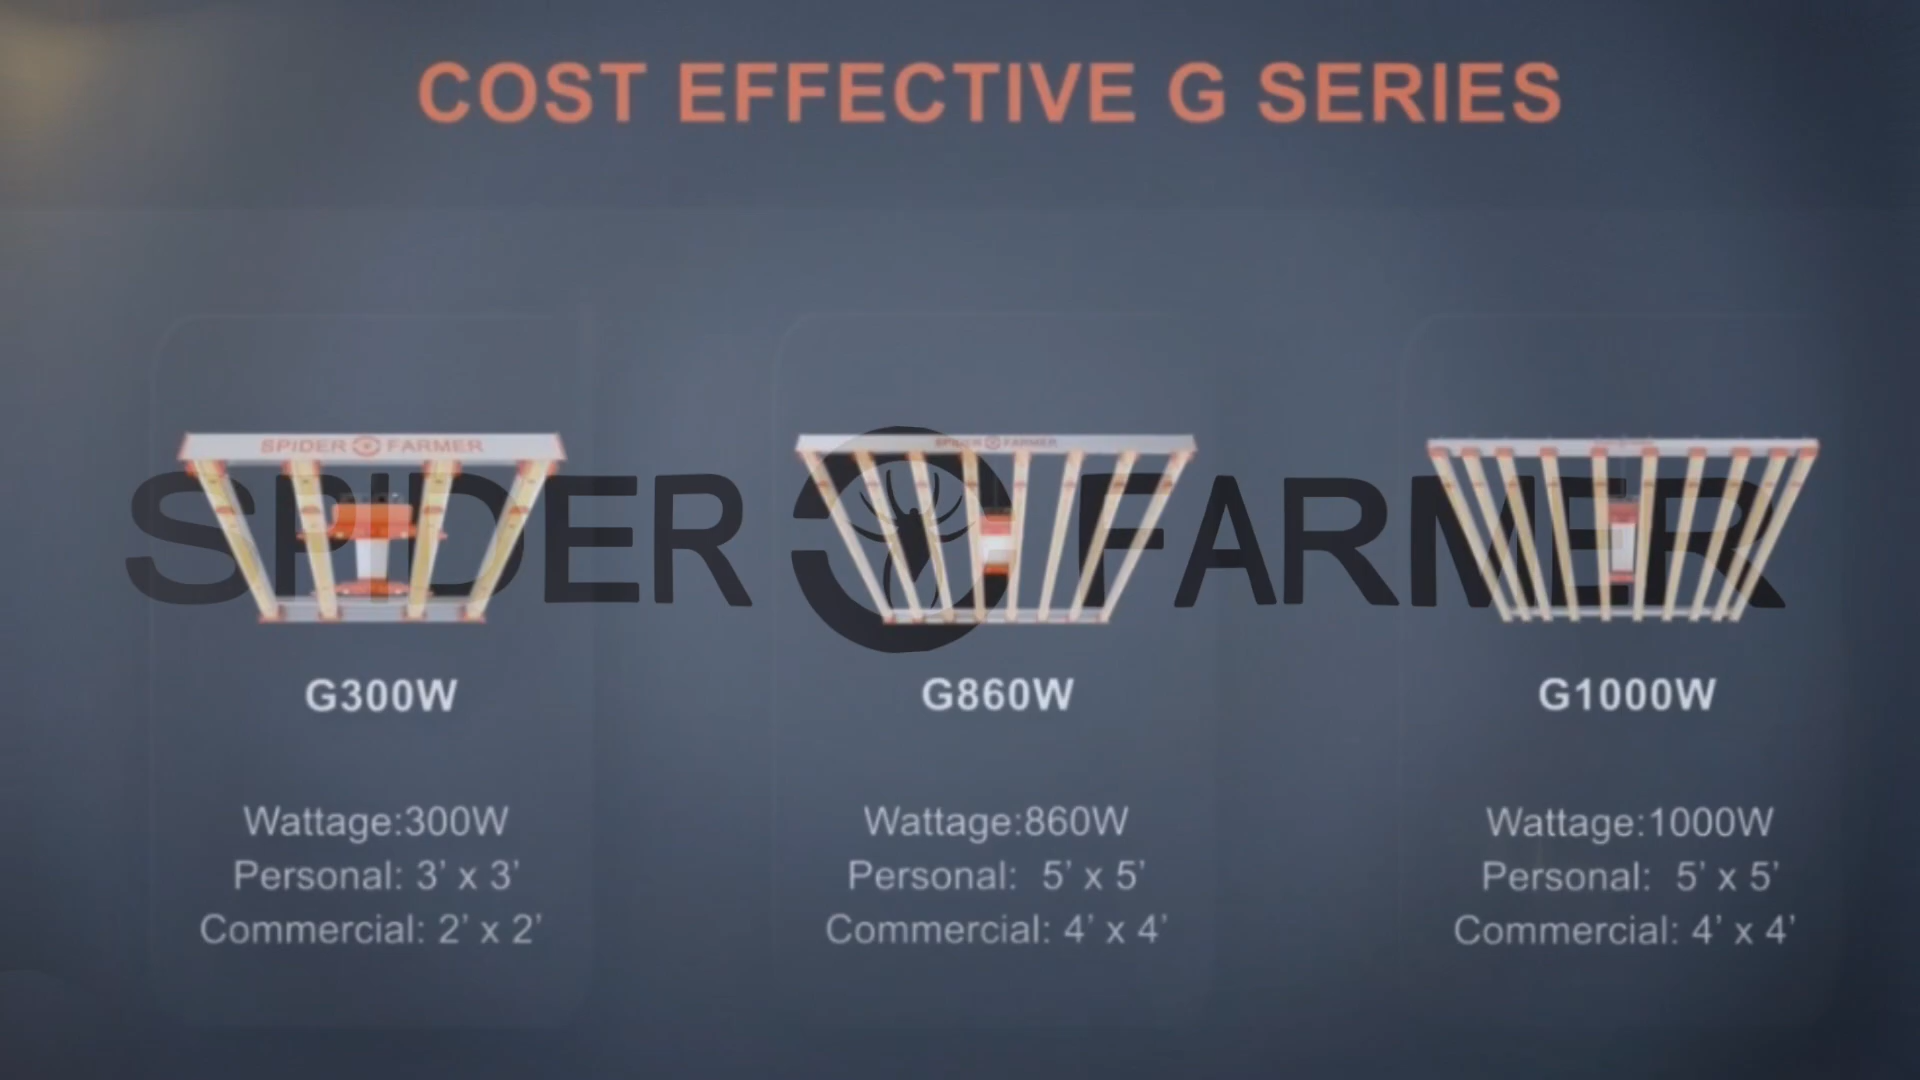 COST EFFECTIVE G SERIES
SPIDER FARMER
SPIDER FARMER
SPIDER FARMER
G300W
G860W
G1000W
Wattage:300W
Personal: 3’ x 3’
Commercial: 2’ x 2’
Wattage:860W
Personal: 5’ x 5’
Commercial: 4’ x 4’
Wattage:1000W
Personal: 5’ x 5’
Commercial: 4’ x 4’